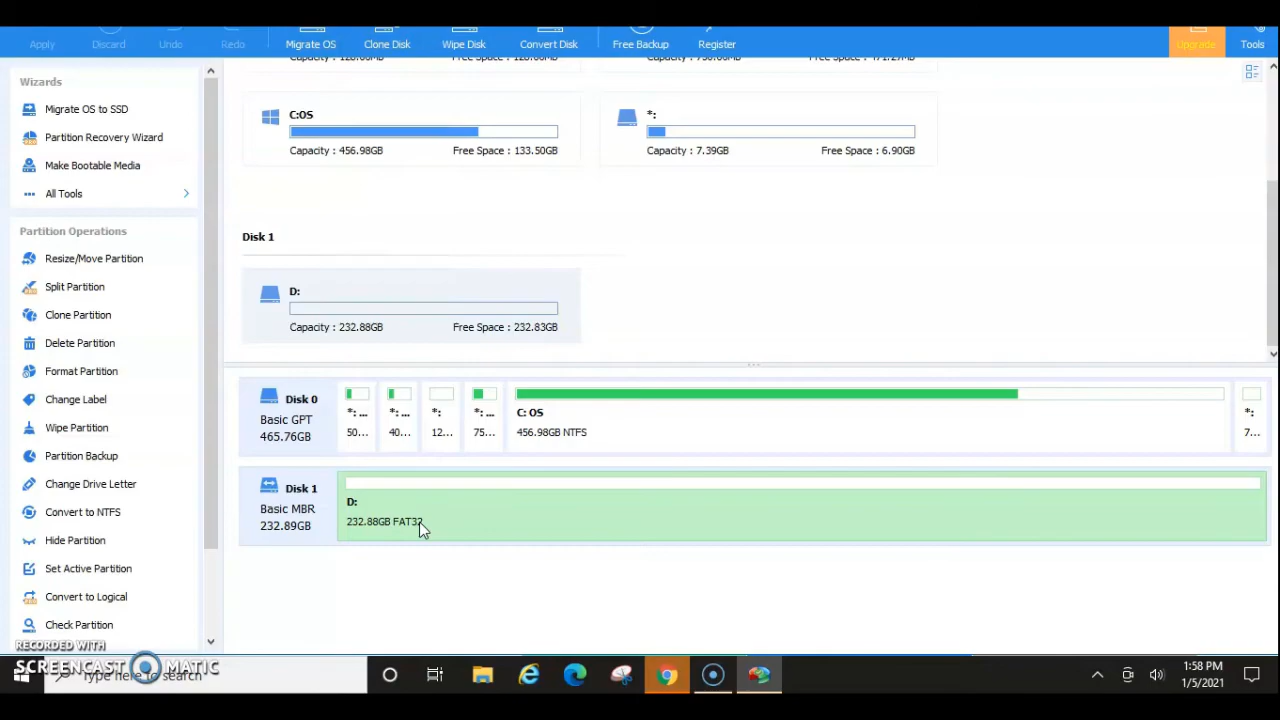 Apply
Discard
Undo
Redo
Migrate OS
Clone Disk
Wipe Disk
Convert Disk
Free Backup
Register
Upgrade
Tools
Wizards
Migrate OS to SSD
Partition Recovery Wizard
Make Bootable Media
All Tools
Partition Operations
Resize/Move Partition
Split Partition
Clone Partition
Delete Partition
Format Partition
Change Label
Wipe Partition
Partition Backup
Change Drive Letter
Convert to NTFS
Hide Partition
Set Active Partition
Convert to Logical
Check Partition
C:OS
Capacity : 456.98GB Free Space : 133.50GB
*:
Capacity : 7.39GB Free Space : 6.90GB
Disk 1
D:
Capacity : 232.88GB Free Space : 232.83GB
Disk 0
Basic GPT
465.76GB
*: ...
50...
*: ...
40...
*:
12...
*: ...
75...
C: OS
456.98GB NTFS
*:
7...
Disk 1
Basic MBR
232.89GB
D:
232.88GB FAT32
RECORDED WITH
SCREENCAST MATIC
Type here to search
1:58 PM
1/5/2021